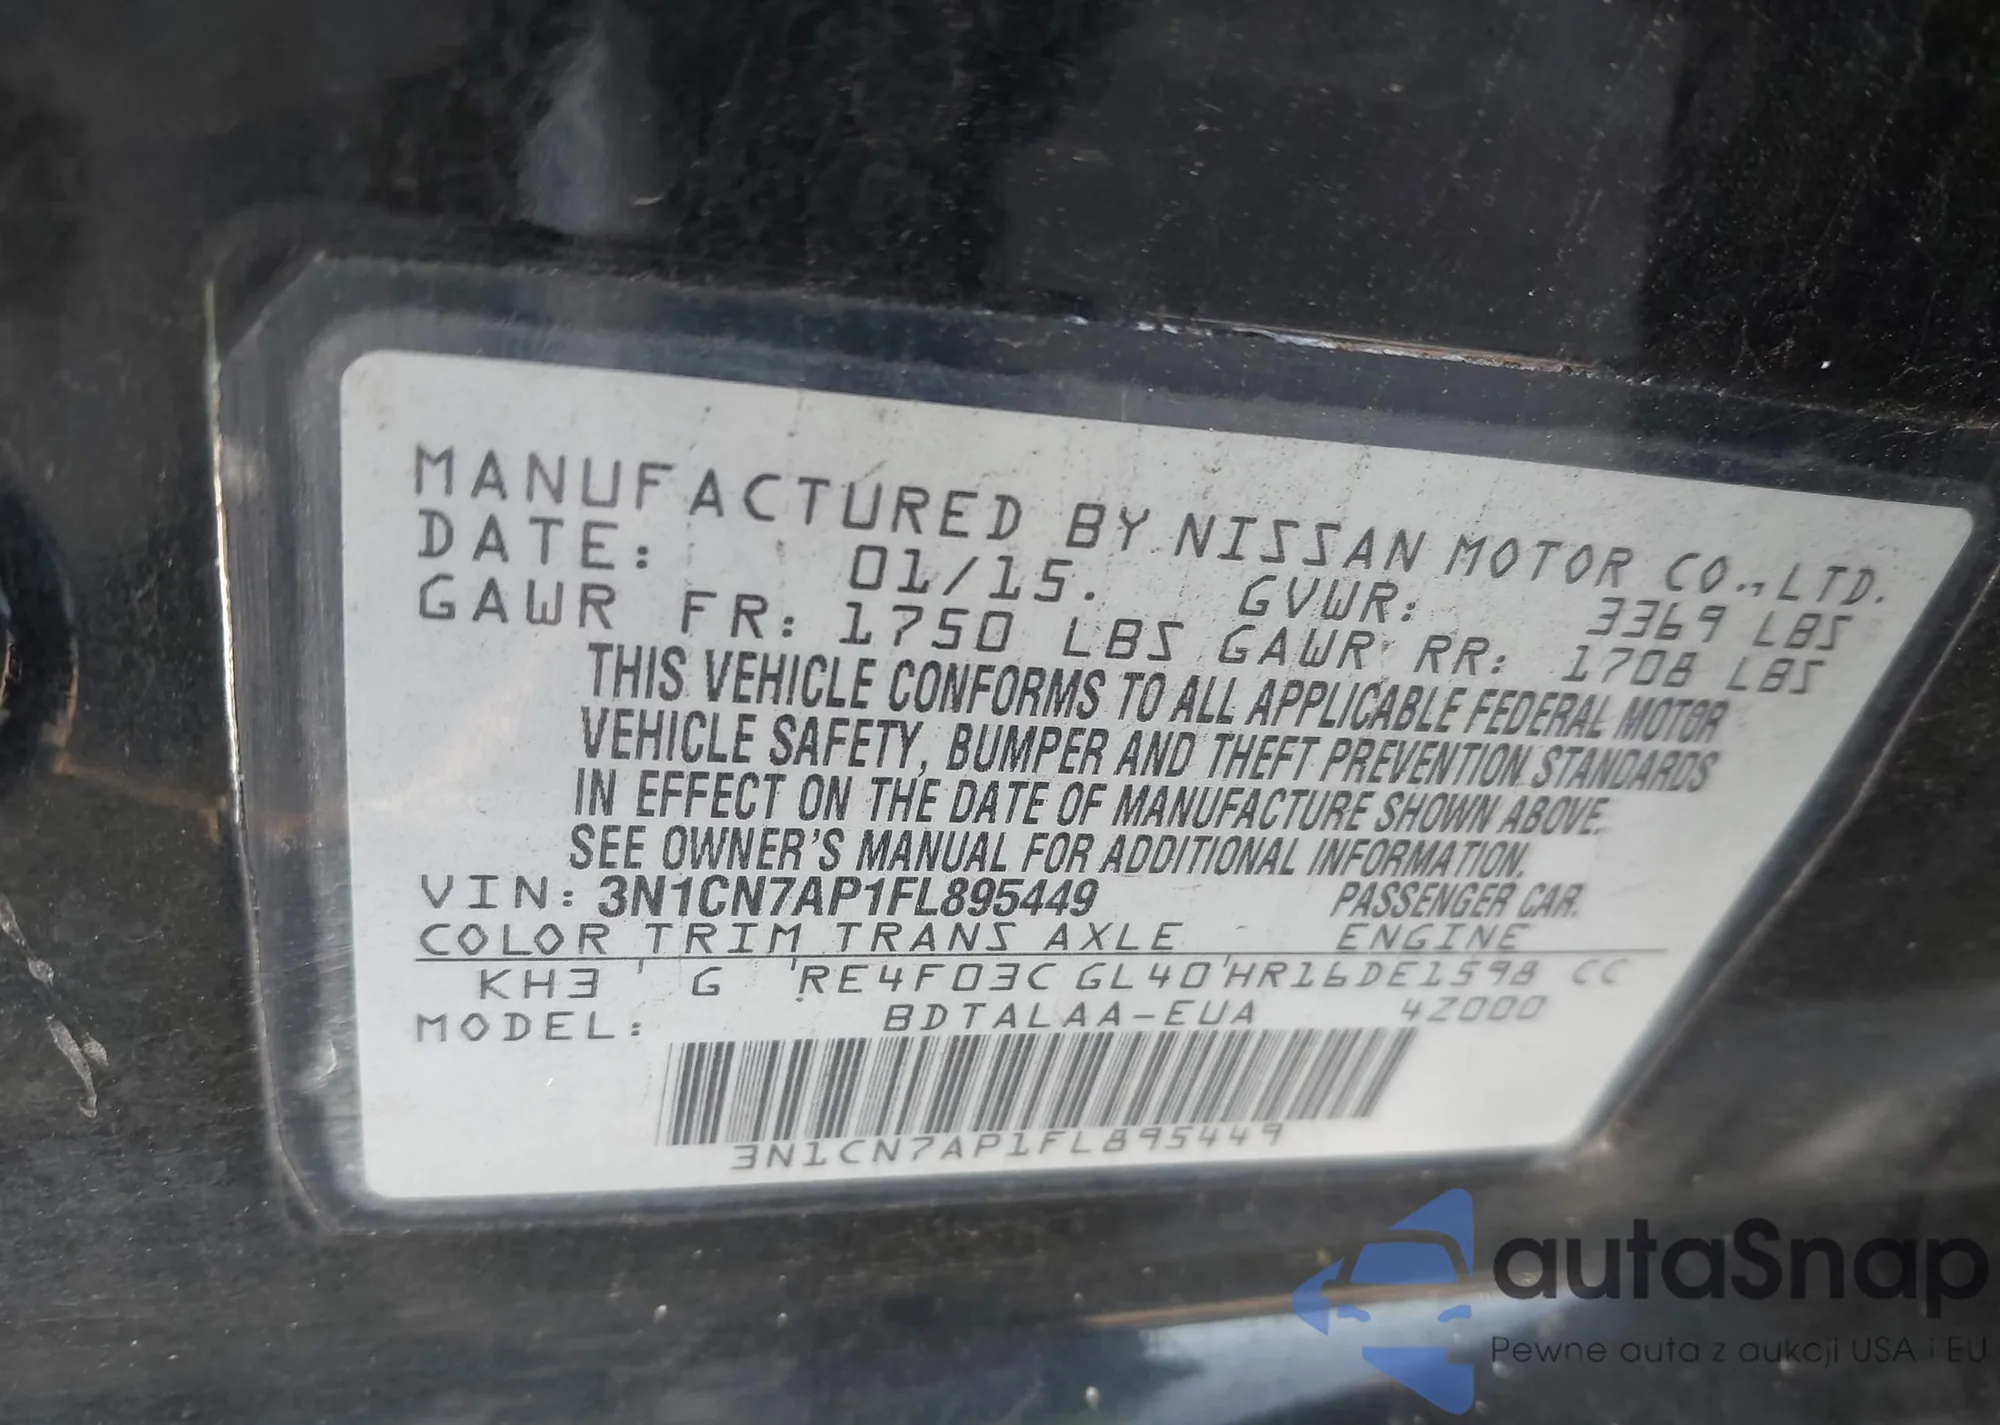 MANUFACTURED BY NISSAN MOTOR CO.,LTD.
DATE: 01/15. GVWR: 3369 LBS
GAWR FR: 1750 LBS GAWR RR: 1708 LBS
THIS VEHICLE CONFORMS TO ALL APPLICABLE FEDERAL MOTOR
VEHICLE SAFETY, BUMPER AND THEFT PREVENTION STANDARDS
IN EFFECT ON THE DATE OF MANUFACTURE SHOWN ABOVE.
SEE OWNER'S MANUAL FOR ADDITIONAL INFORMATION.
VIN: 3N1CN7AP1FL895449 PASSENGER CAR.
COLOR TRIM TRANS AXLE ENGINE
KH3 G RE4F03C GL40 HR16DE1598 CC
MODEL: BDTALAA-EUA 4Z000
3N1CN7AP1FL895449
autaSnap
Pewne auta z aukcji USA i EU